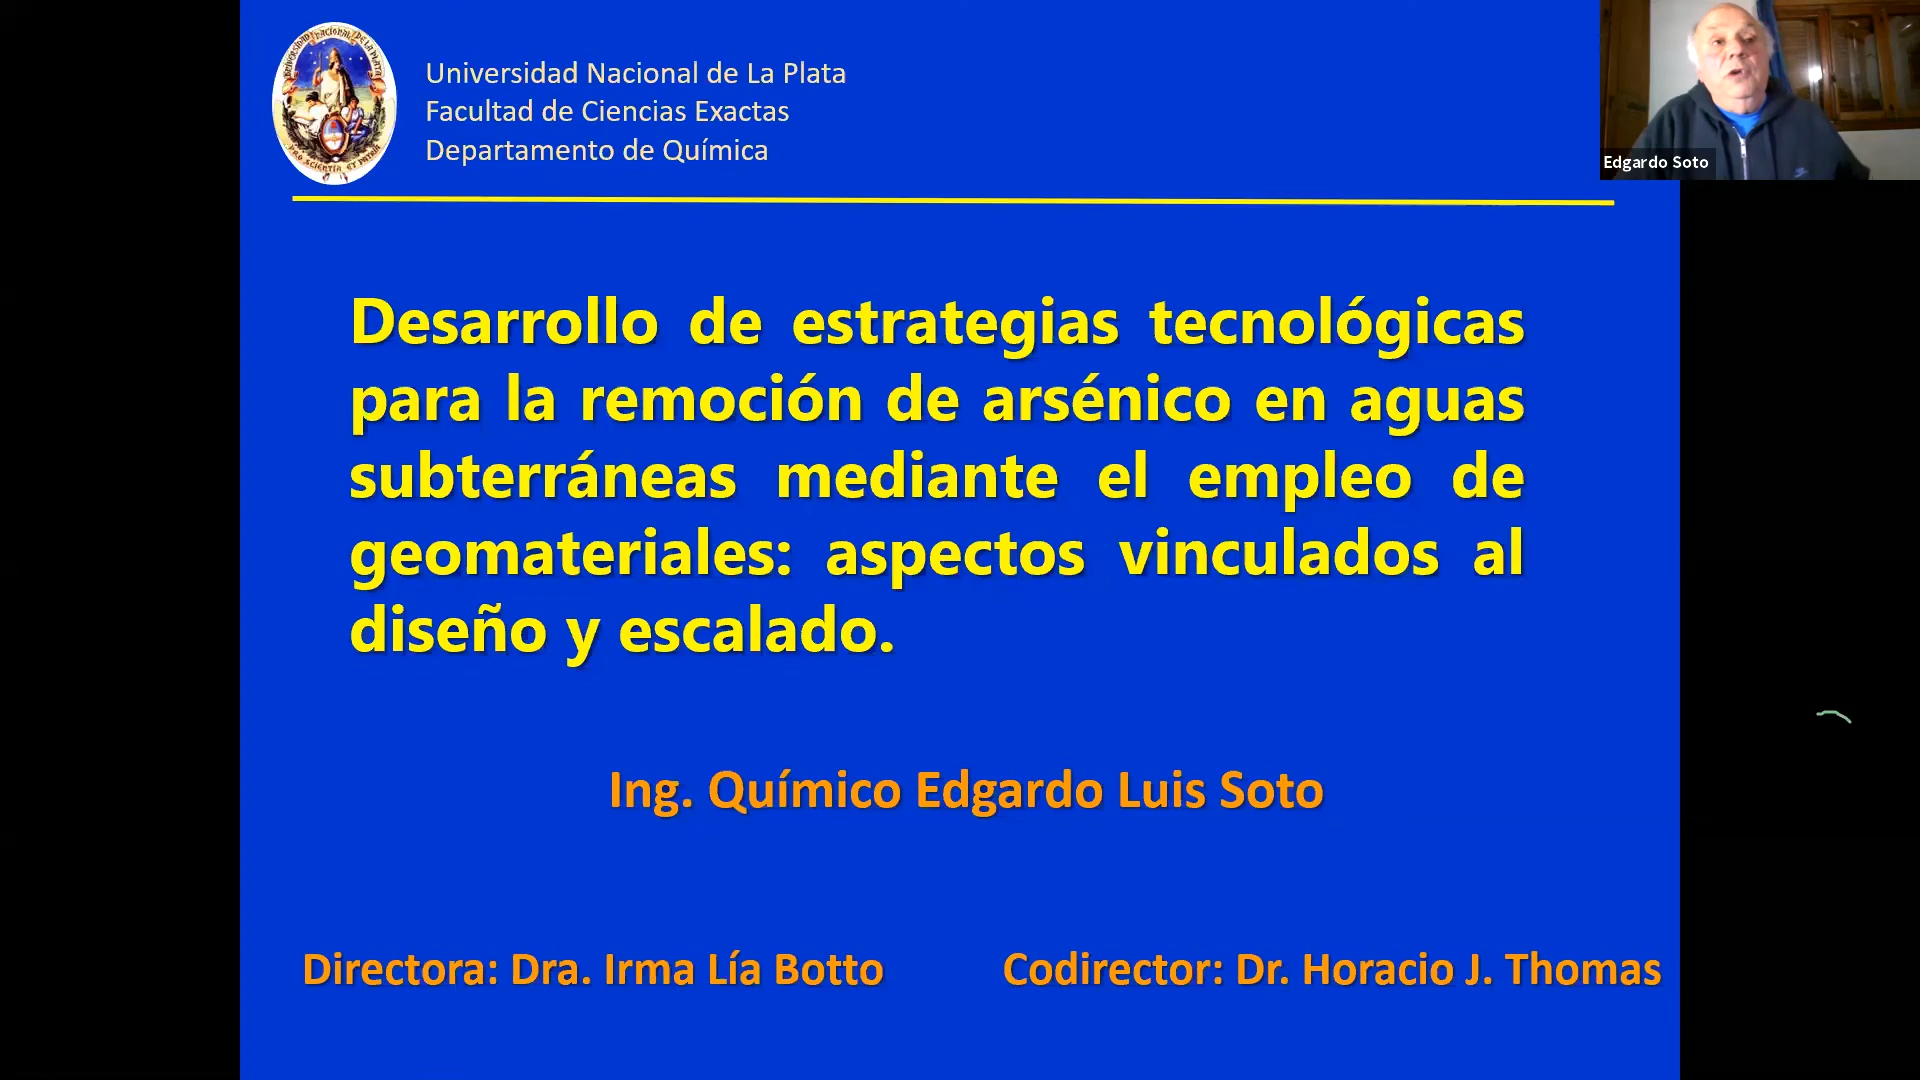 Universidad Nacional de La Plata
Facultad de Ciencias Exactas
Departamento de Química
Edgardo Soto
Desarrollo de estrategias tecnológicas
para la remoción de arsénico en aguas
subterráneas mediante el empleo de
geomateriales: aspectos vinculados al
diseño y escalado.
Ing. Químico Edgardo Luis Soto
Directora: Dra. Irma Lía Botto
Codirector: Dr. Horacio J. Thomas